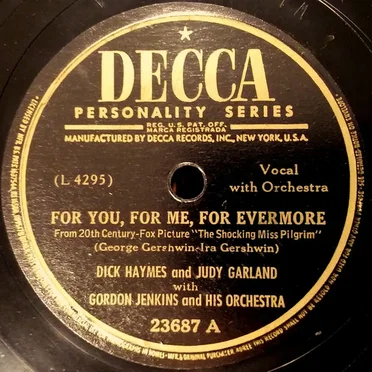 DECCA
PERSONALITY SERIES
REG. U.S. PAT. OFF.
MARCA REGISTRADA
MANUFACTURED BY DECCA RECORDS, INC., NEW YORK, U.S.A.
(L 4295)
Vocal
with Orchestra
FOR YOU, FOR ME, FOR EVERMORE
From 20th Century-Fox Picture "The Shocking Miss Pilgrim"
(George Gershwin-Ira Gershwin)
DICK HAYMES and JUDY GARLAND
with
GORDON JENKINS and HIS ORCHESTRA
23687 A